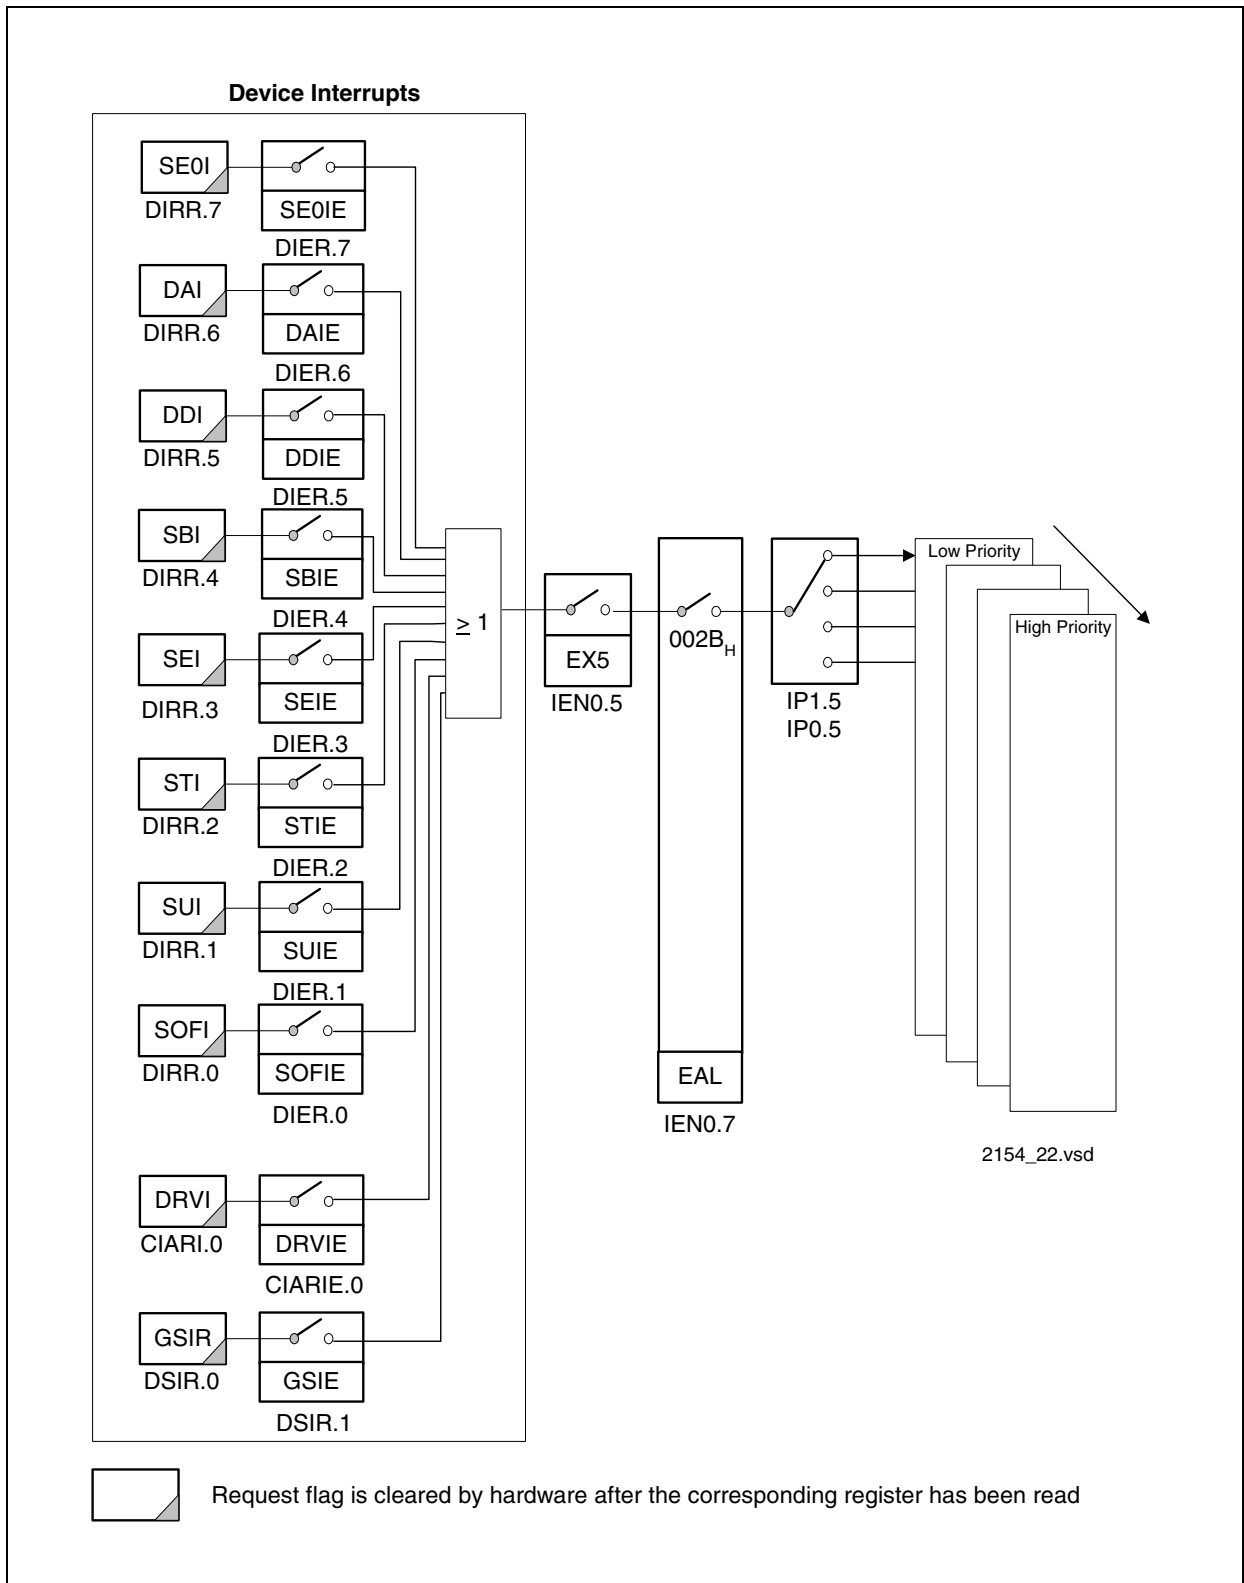 Device Interrupts
SE0I
DIRR.7
SE0IE
DIER.7
DAI
DIRR.6
DAIE
DIER.6
DDI
DIRR.5
DDIE
DIER.5
SBI
DIRR.4
SBIE
DIER.4
SEI
DIRR.3
SEIE
DIER.3
STI
DIRR.2
STIE
DIER.2
SUI
DIRR.1
SUIE
DIER.1
SOFI
DIRR.0
SOFIE
DIER.0
DRVI
CIARI.0
DRVIE
CIARIE.0
GSIR
DSIR.0
GSIE
DSIR.1
≥ 1
EX5
IEN0.5
002BH
EAL
IEN0.7
IP1.5
IP0.5
Low Priority
High Priority
2154_22.vsd
Request flag is cleared by hardware after the corresponding register has been read